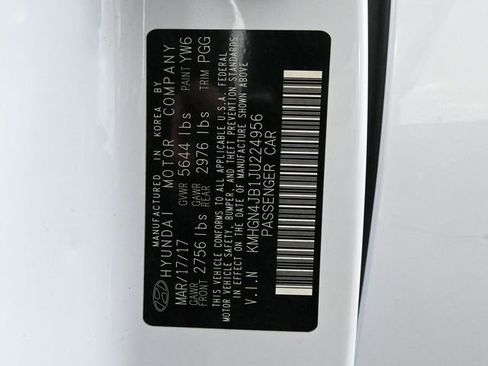 MANUFACTURED IN KOREA BY
HYUNDAI MOTOR COMPANY
MAR/17/17 GVWR 5644 lbs PAINT YW6
GAWR FRONT 2756 lbs GAWR REAR 2976 lbs TRIM PGG
THIS VEHICLE CONFORMS TO ALL APPLICABLE U.S.A. FEDERAL
MOTOR VEHICLE SAFETY, BUMPER, AND THEFT PREVENTION STANDARDS
IN EFFECT ON THE DATE OF MANUFACTURE SHOWN ABOVE
V.I.N KMHGN4JB1JU224956
PASSENGER CAR